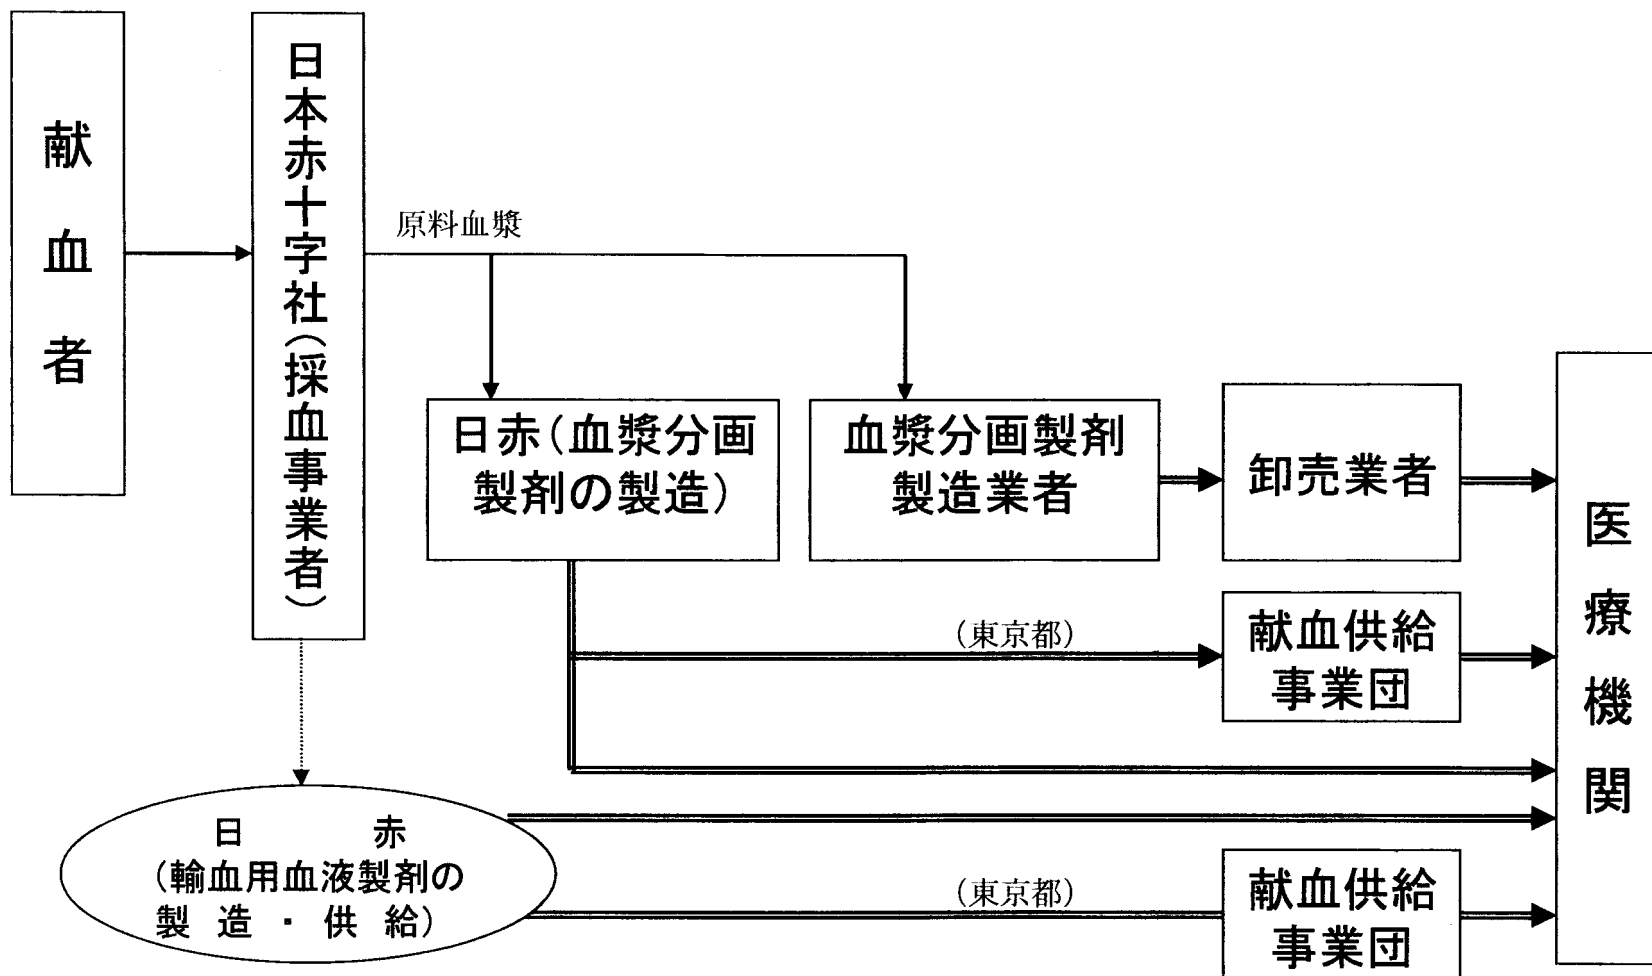 献血者
日本赤十字社(採血事業者)
原料血漿
日赤(血漿分画
製剤の製造)
血漿分画製剤
製造業者
卸売業者
(東京都)
献血供給
事業団
医療機関
日 赤
(輸血用血液製剤の
製 造 ・ 供 給)
(東京都)
献血供給
事業団